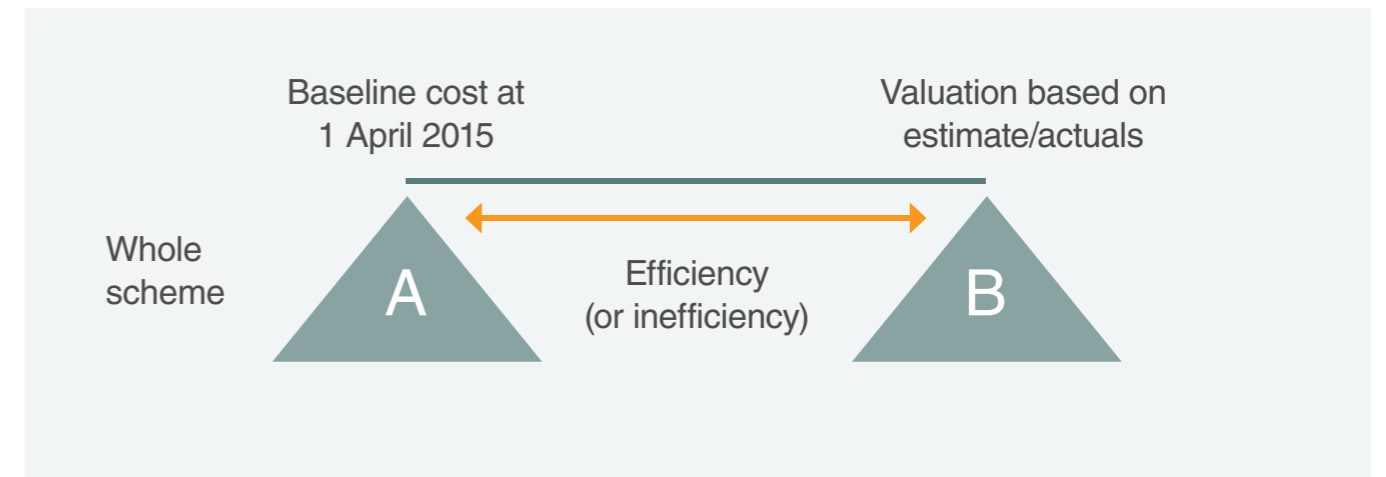 Baseline cost at
1 April 2015
Valuation based on
estimate/actuals
Whole
scheme
A
Efficiency
(or inefficiency)
B